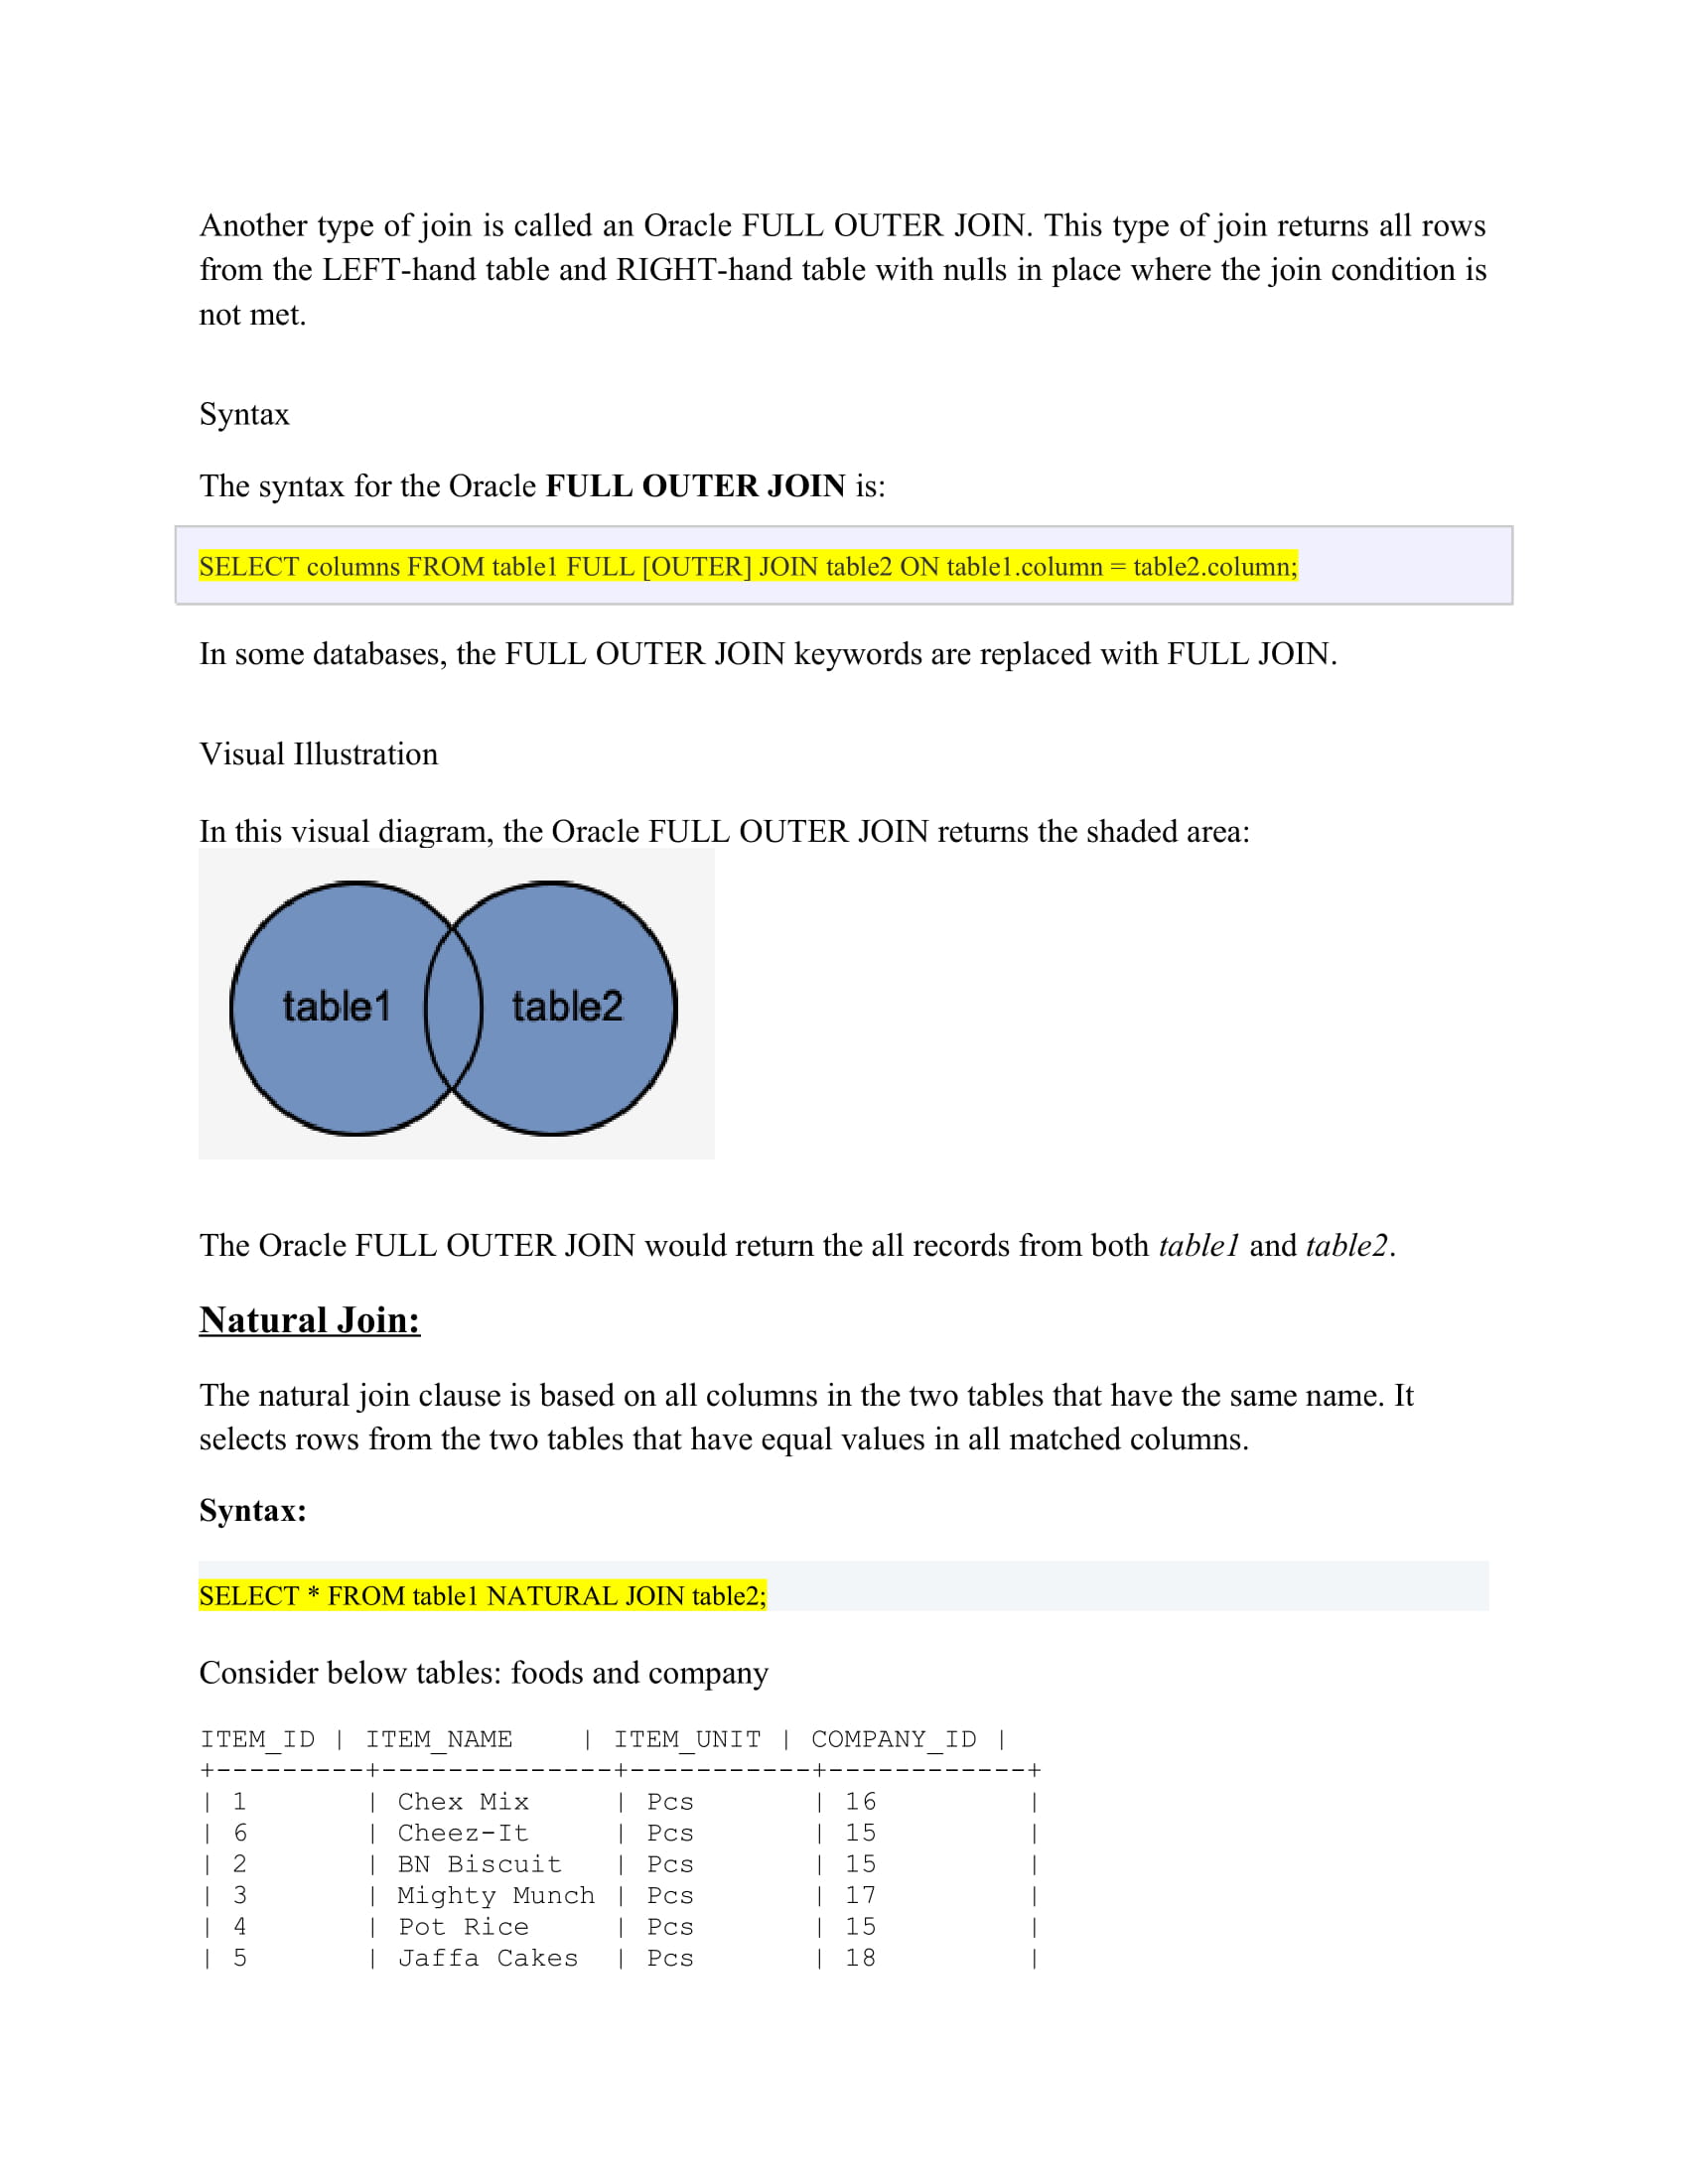 Another type of join is called an Oracle FULL OUTER JOIN. This type of join returns all rows
from the LEFT-hand table and RIGHT-hand table with nulls in place where the join condition is
not met.
Syntax
The syntax for the Oracle FULL OUTER JOIN is:
SELECT columns FROM table1 FULL [OUTER] JOIN table2 ON table1.column = table2.column;
In some databases, the FULL OUTER JOIN keywords are replaced with FULL JOIN.
Visual Illustration
In this visual diagram, the Oracle FULL OUTER JOIN returns the shaded area:
table1 table2
The Oracle FULL OUTER JOIN would return the all records from both table1 and table2.
Natural Join:
The natural join clause is based on all columns in the two tables that have the same name. It
selects rows from the two tables that have equal values in all matched columns.
Syntax:
SELECT * FROM table1 NATURAL JOIN table2;
Consider below tables: foods and company
ITEM_ID | ITEM_NAME    | ITEM_UNIT | COMPANY_ID |
+---------+--------------+-----------+------------+
| 1       | Chex Mix     | Pcs       | 16         |
| 6       | Cheez-It     | Pcs       | 15         |
| 2       | BN Biscuit   | Pcs       | 15         |
| 3       | Mighty Munch | Pcs       | 17         |
| 4       | Pot Rice     | Pcs       | 15         |
| 5       | Jaffa Cakes  | Pcs       | 18         |